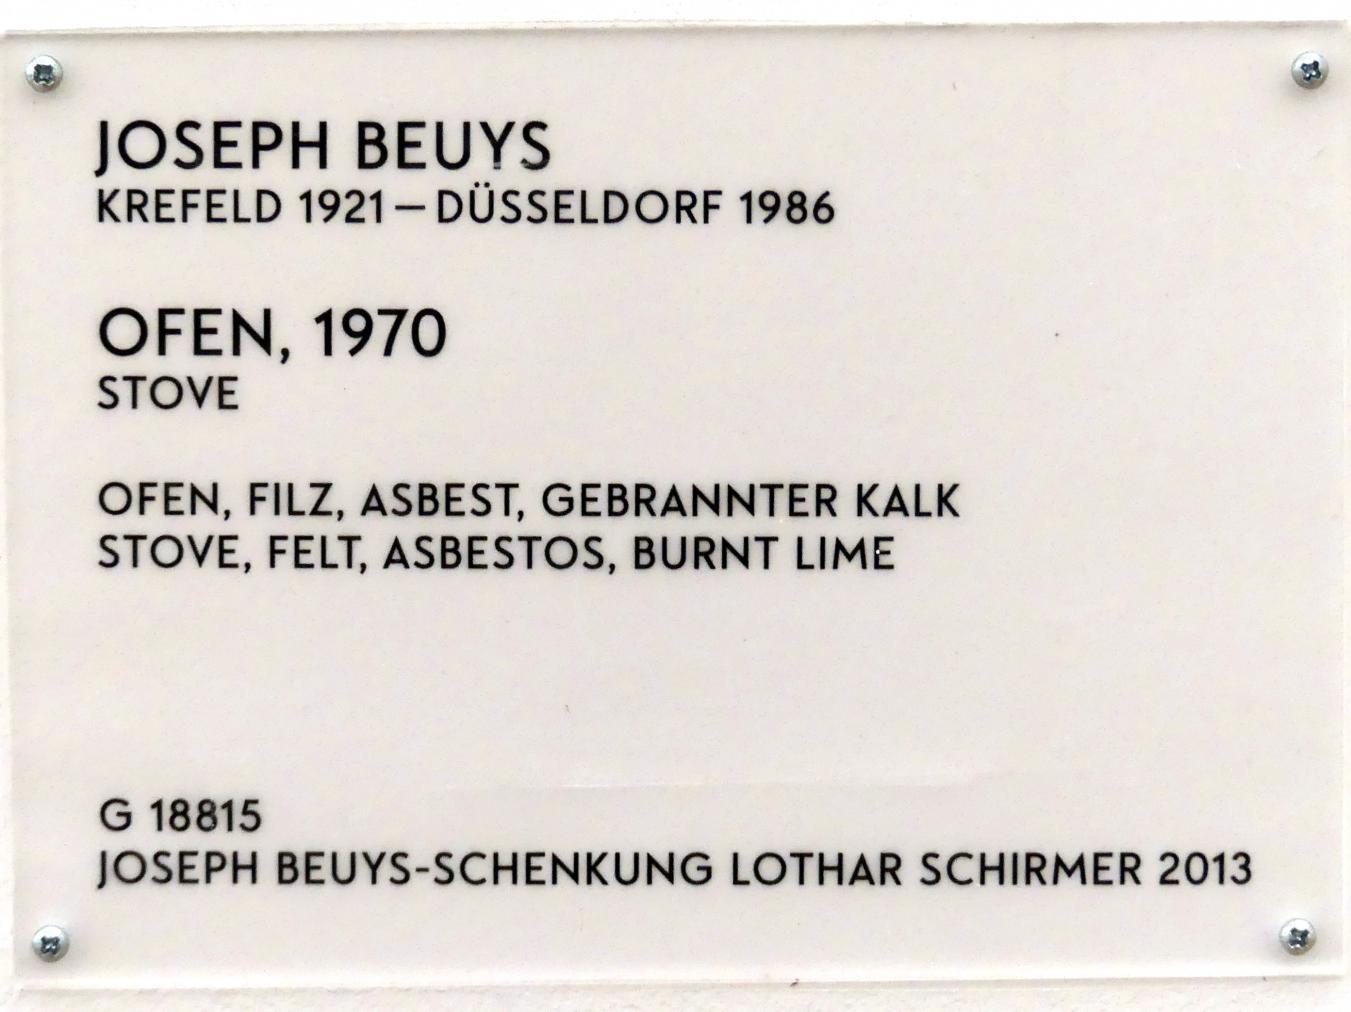 JOSEPH BEUYS
KREFELD 1921 – DÜSSELDORF 1986
OFEN, 1970
STOVE
OFEN, FILZ, ASBEST, GEBRANNTER KALK
STOVE, FELT, ASBESTOS, BURNT LIME
G 18815
JOSEPH BEUYS-SCHENKUNG LOTHAR SCHIRMER 2013